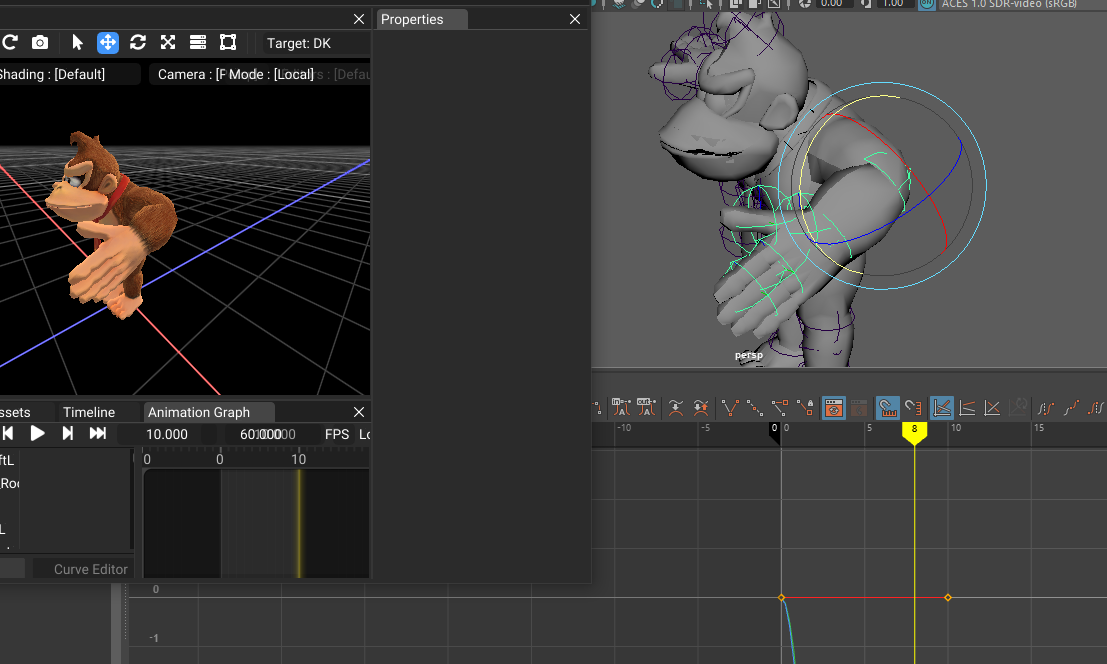 Properties
0.00 1.00 ACES 1.0 SDR-video (sRGB)
Target: DK
Shading : [Default] Camera : [F Mode : [Local] : [Defau
persp
ssets Timeline Animation Graph
10.000 60.000 FPS Lo
-10 -5 0 0 5 8 10 15
ftL
0 0 10
_Roo
L
Curve Editor
0
-1